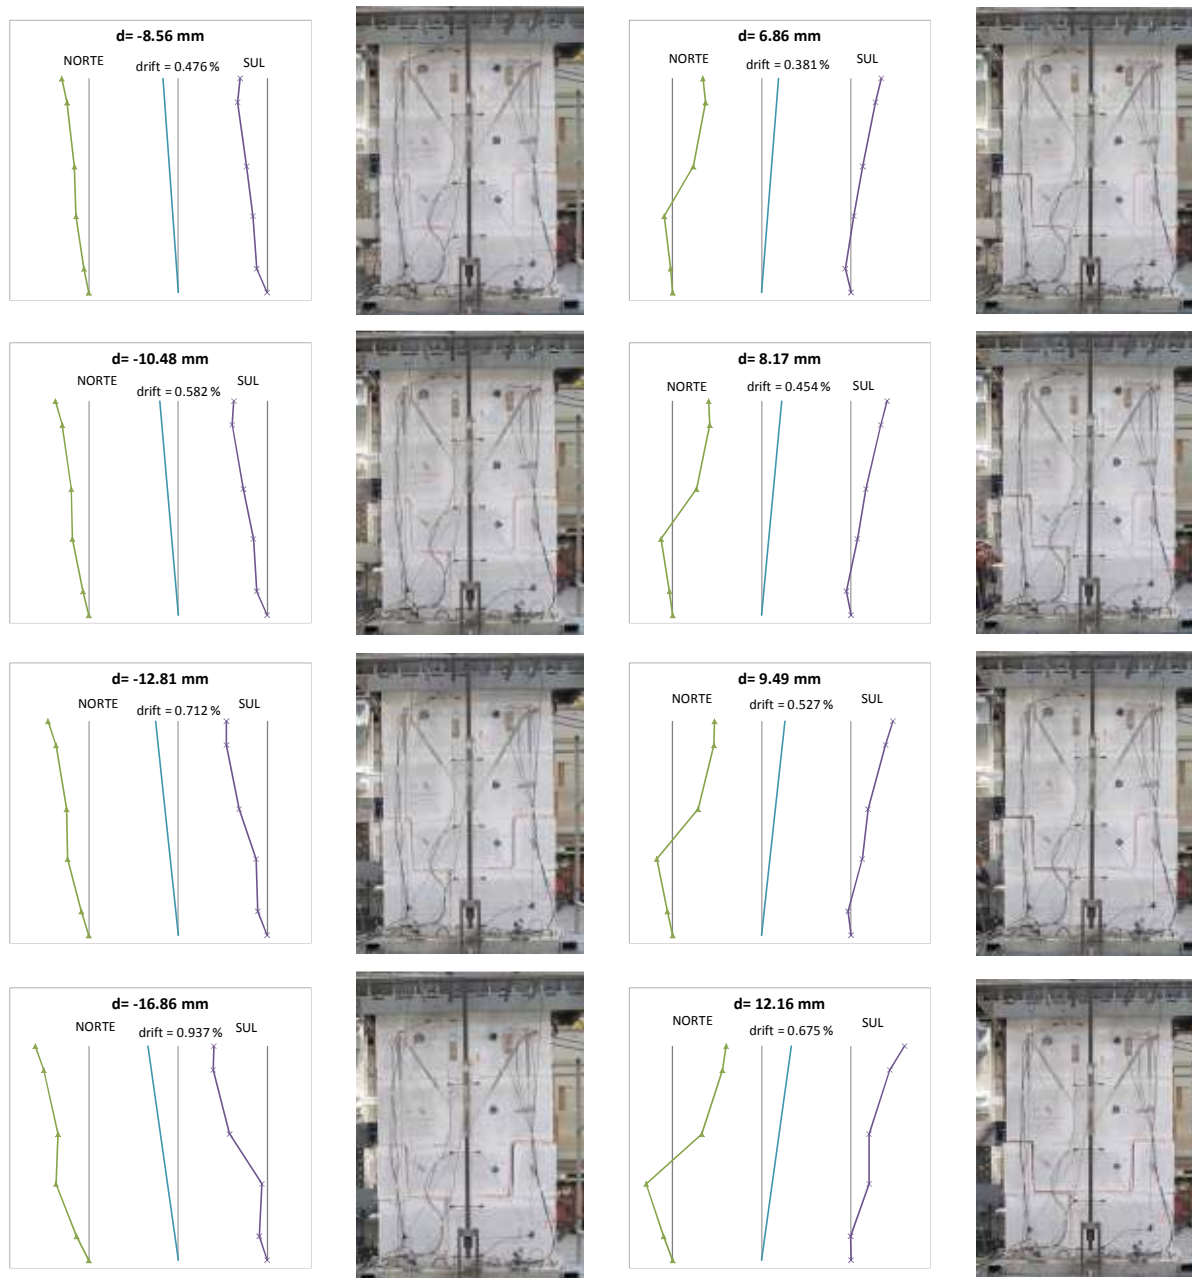 d= -8.56 mm
NORTE
drift = 0.476 %
SUL
d= 6.86 mm
NORTE
drift = 0.381 %
SUL
d= -10.48 mm
NORTE
drift = 0.582 %
SUL
d= 8.17 mm
NORTE
drift = 0.454 %
SUL
d= -12.81 mm
NORTE
drift = 0.712 %
SUL
d= 9.49 mm
NORTE
drift = 0.527 %
SUL
d= -16.86 mm
NORTE
drift = 0.937 %
SUL
d= 12.16 mm
NORTE
drift = 0.675 %
SUL